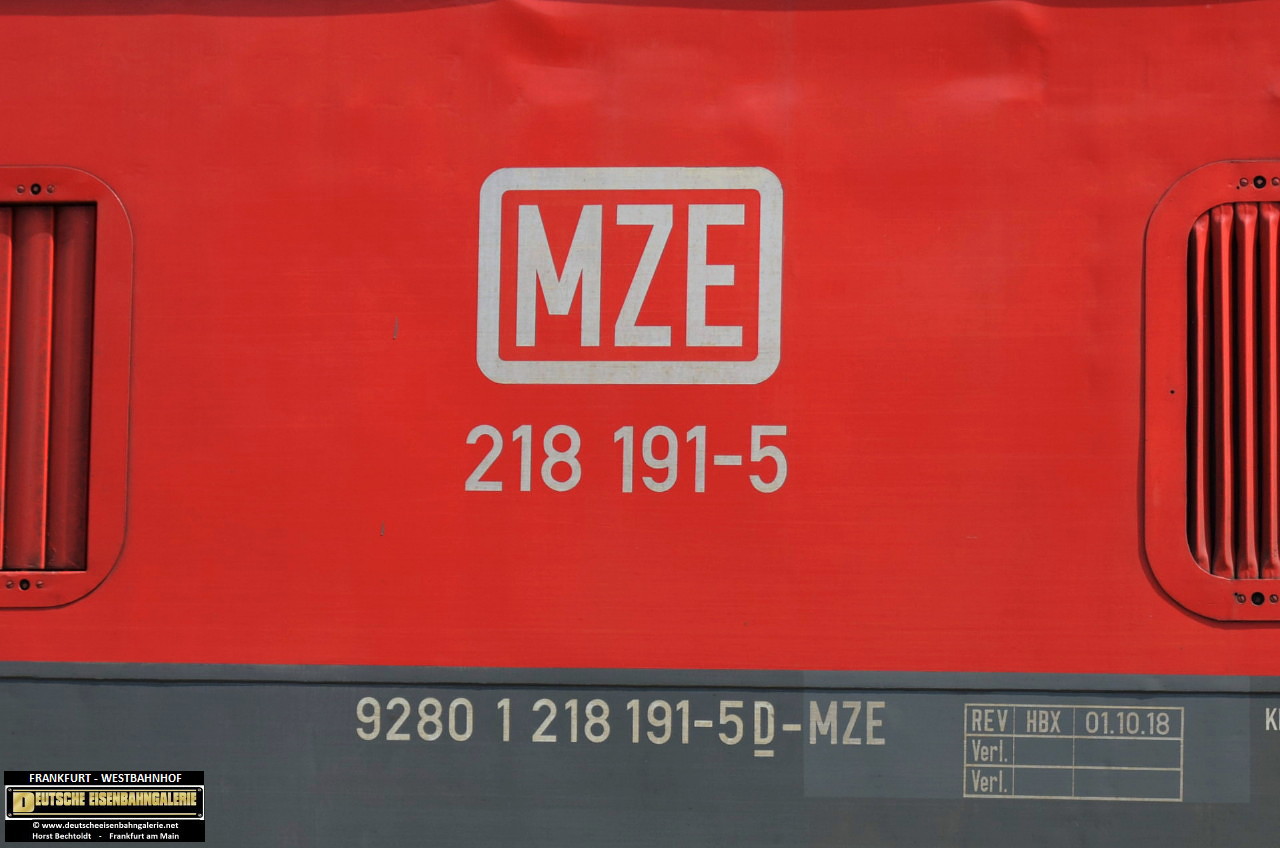 MZE
218 191-5
9280 1 218 191-5 D-MZE
REV HBX 01.10.18
Verl.
Verl.
FRANKFURT - WESTBAHNHOF
DEUTSCHE EISENBAHNGALERIE
© www.deutscheeisenbahngalerie.net
Horst Bechtoldt - Frankfurt am Main